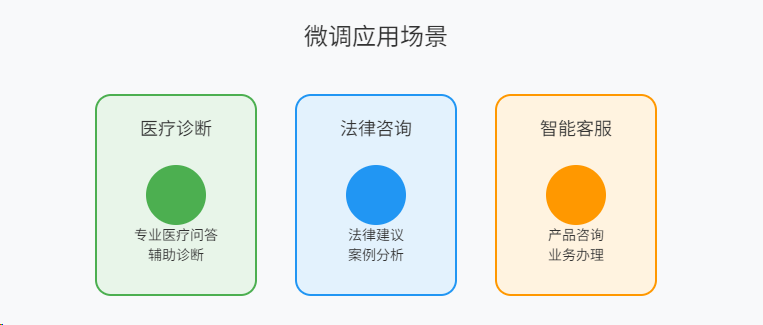 微调应用场景
医疗诊断
专业医疗问答
辅助诊断
法律咨询
法律建议
案例分析
智能客服
产品咨询
业务办理